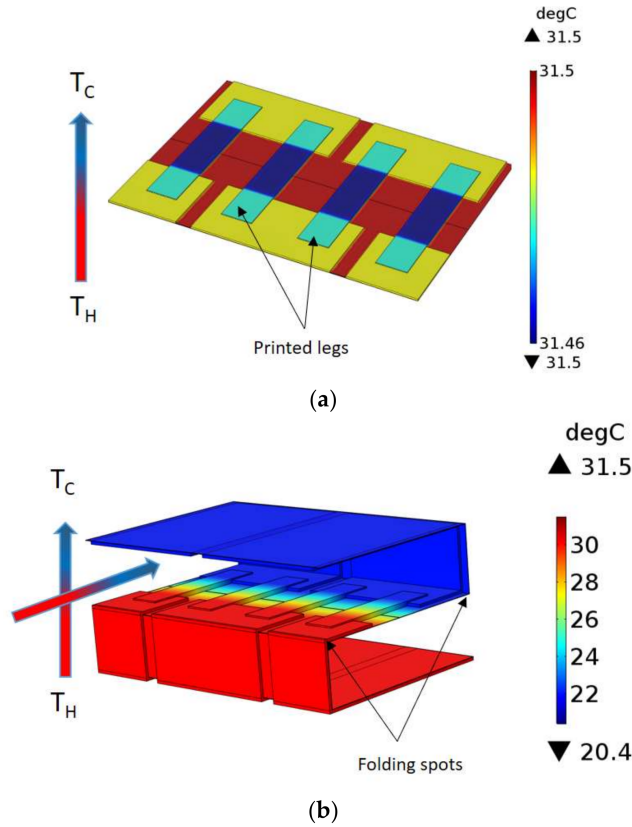 degC
▲ 31.5
31.5
T_C
T_H
31.46
▼ 31.5
Printed legs
(a)
degC
▲ 31.5
T_C
30
28
26
24
22
T_H
▼ 20.4
Folding spots
(b)